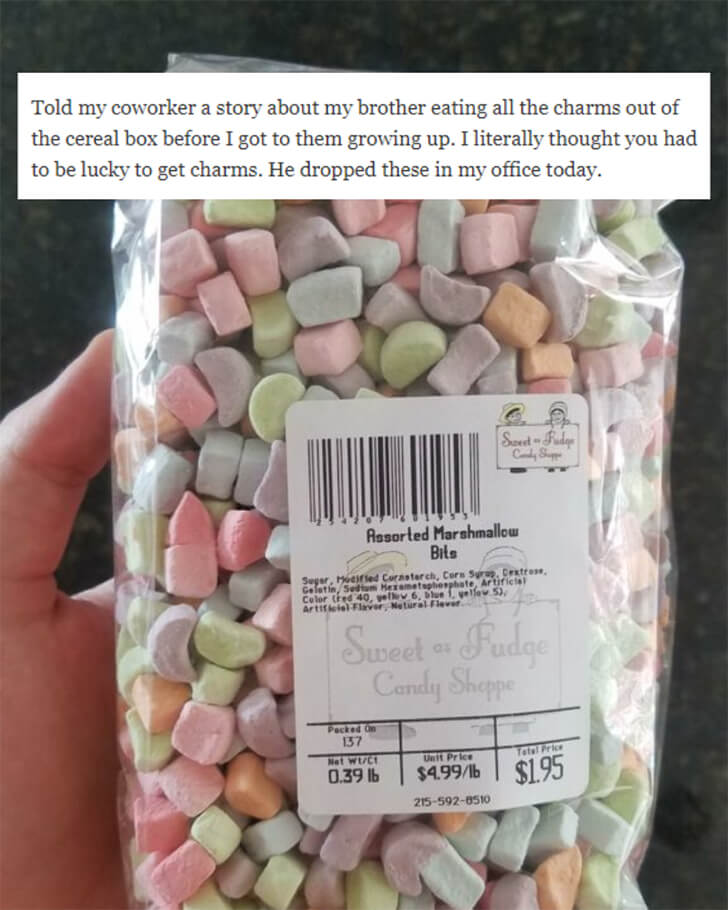 Told my coworker a story about my brother eating all the charms out of
the cereal box before I got to them growing up. I literally thought you had
to be lucky to get charms. He dropped these in my office today.
Sweet as Fudge
Candy Shoppe
Assorted Marshmallow
Bits
Sugar, Modified Cornstarch, Corn Syrup, Dextrose,
Gelatin, Sodium Hexametaphosphate, Artificial
Color (red 40, yellow 6, blue 1, yellow 5),
Artificial Flavor, Natural Flavor
Sweet as Fudge
Candy Shoppe
Packed On
137
Net Wt/Ct Unit Price Total Price
0.39 lb $4.99/lb $1.95
215-592-8510